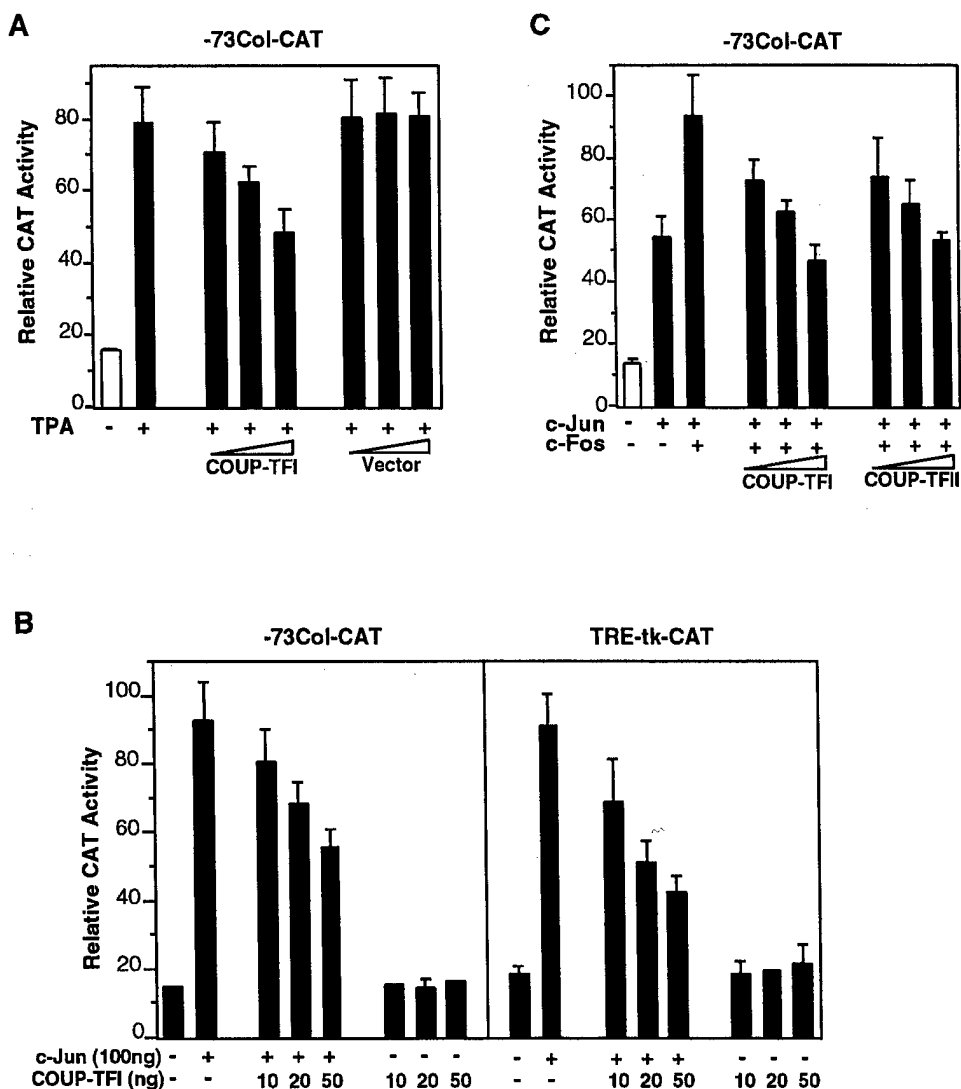 A
-73Col-CAT
Relative CAT Activity
80
60
40
20
0
TPA - + + + + + + +
COUP-TFI Vector
C
-73Col-CAT
Relative CAT Activity
100
80
60
40
20
0
c-Jun - + + + + + + + +
c-Fos - - + + + + + + +
COUP-TFI COUP-TFII
B
-73Col-CAT TRE-tk-CAT
Relative CAT Activity
100
80
60
40
20
0
c-Jun (100ng) - + + + + - - - - + + + + - - -
COUP-TFI (ng) - - 10 20 50 10 20 50 - - 10 20 50 10 20 50